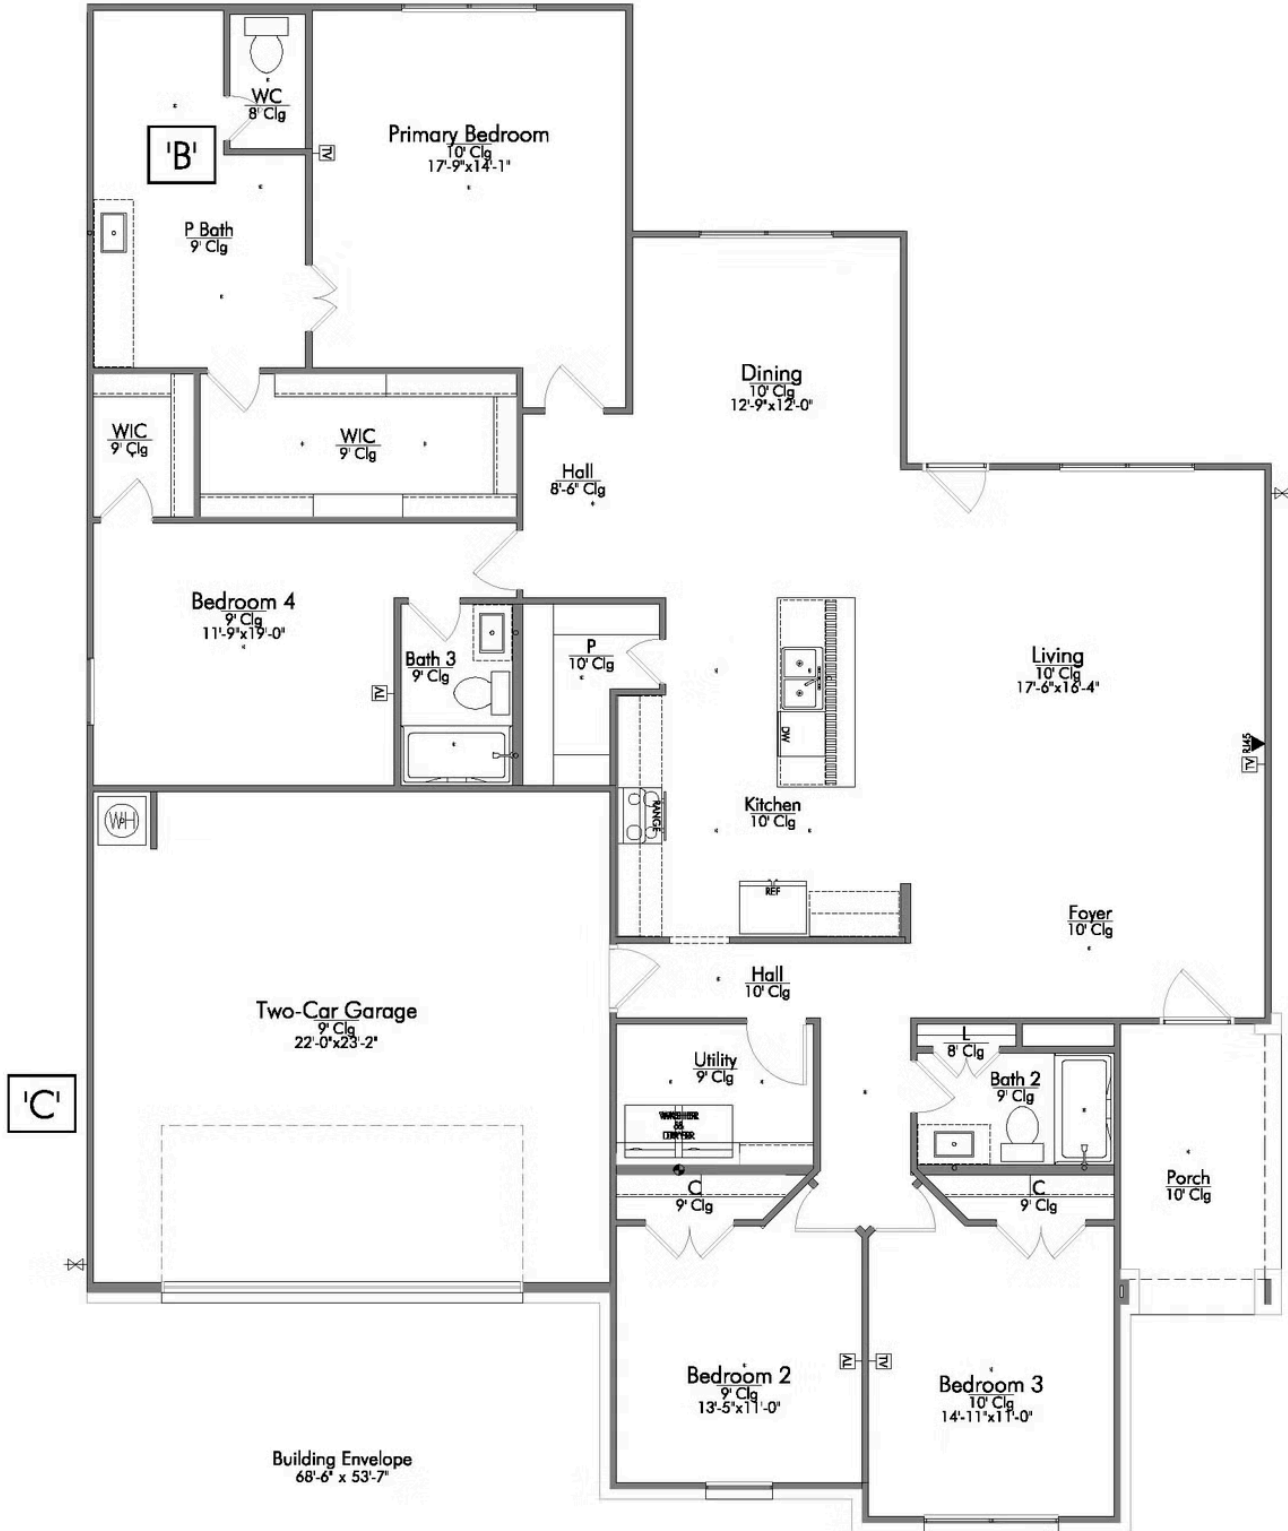 WC
8' Clg
'B'
Primary Bedroom
10' Clg
17'-9"x14'-1"
TV
P Bath
9' Clg
Dining
10' Clg
12'-9"x12'-0"
WIC
9' Clg
WIC
9' Clg
Hall
8'-6" Clg
Bedroom 4
9' Clg
11'-9"x19'-0"
TV
Bath 3
9' Clg
P
10' Clg
Living
10' Clg
17'-6"x16'-4"
DW
RJ45
TV
WH
RANGE
Kitchen
10' Clg
REF
Foyer
10' Clg
Hall
10' Clg
Two-Car Garage
9' Clg
22'-0"x23'-2"
Utility
9' Clg
L
8' Clg
Bath 2
9' Clg
'C'
C
9' Clg
C
9' Clg
Porch
10' Clg
TV
TV
Bedroom 2
9' Clg
13'-5"x11'-0"
Bedroom 3
10' Clg
14'-11"x11'-0"
Building Envelope
68'-6" x 53'-7"